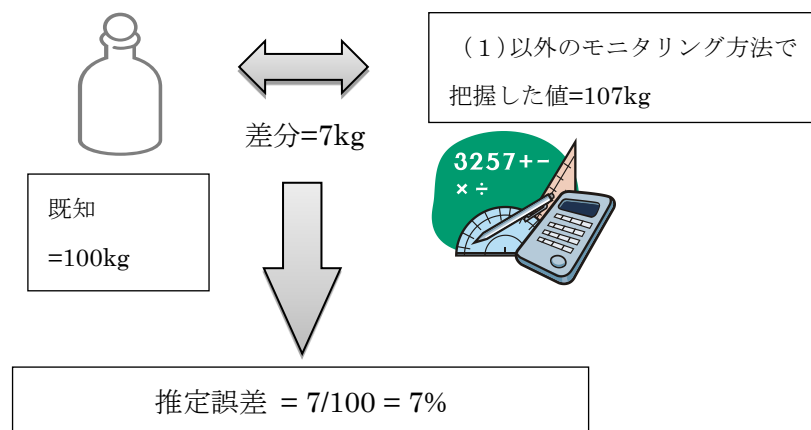 （１)以外のモニタリング方法で
把握した値=107kg
差分=7kg
3257+−
×÷
既知
=100kg
推定誤差 = 7/100 = 7%